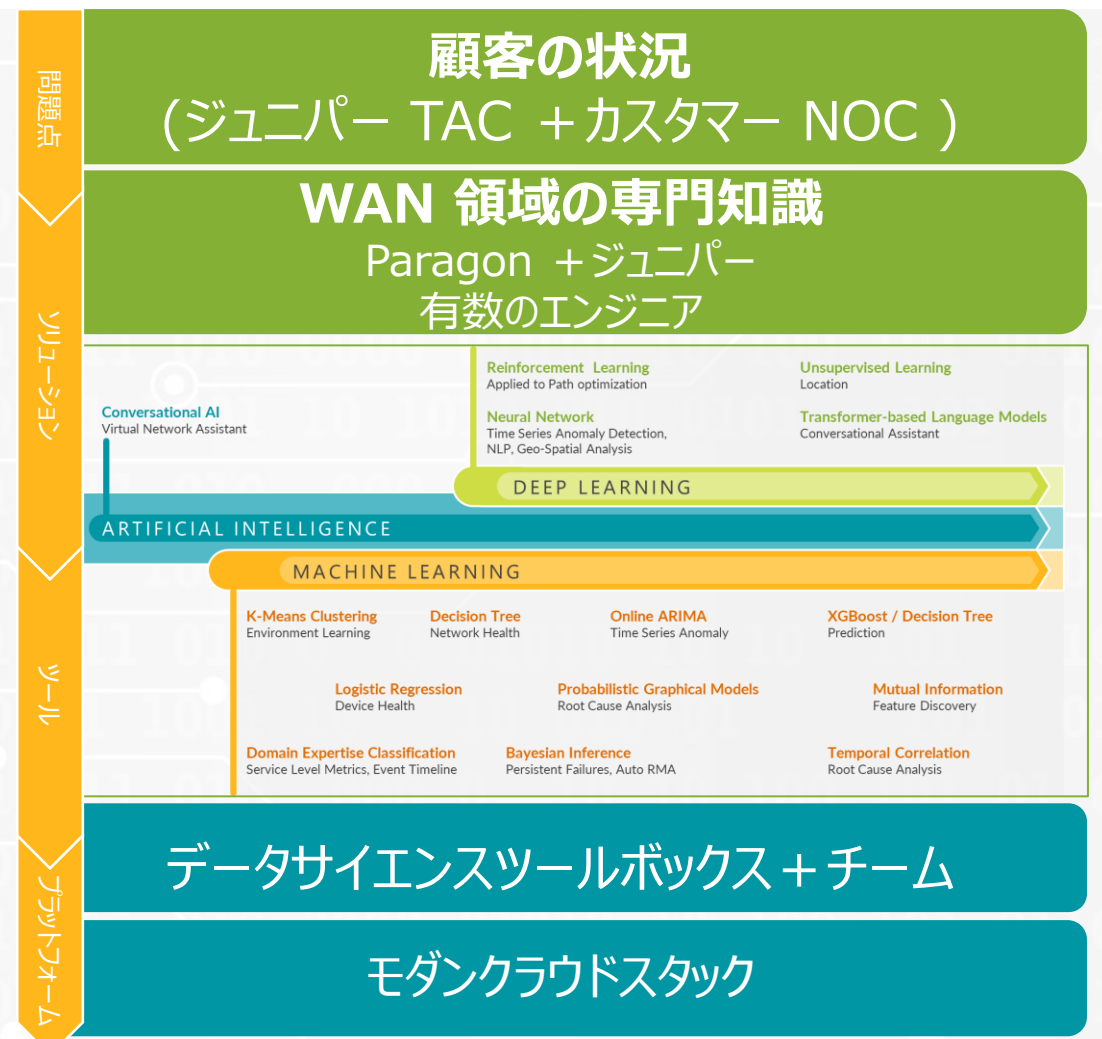 問題点
顧客の状況
(ジュニパー TAC ＋カスタマー NOC )
ソリューション
WAN 領域の専門知識
Paragon ＋ジュニパー
有数のエンジニア
Conversational AI
Virtual Network Assistant
Reinforcement Learning
Applied to Path optimization
Unsupervised Learning
Location
Neural Network
Time Series Anomaly Detection,
NLP, Geo-Spatial Analysis
Transformer-based Language Models
Conversational Assistant
DEEP LEARNING
ARTIFICIAL INTELLIGENCE
MACHINE LEARNING
ツール
K-Means Clustering
Environment Learning
Decision Tree
Network Health
Online ARIMA
Time Series Anomaly
XGBoost / Decision Tree
Prediction
Logistic Regression
Device Health
Probabilistic Graphical Models
Root Cause Analysis
Mutual Information
Feature Discovery
Domain Expertise Classification
Service Level Metrics, Event Timeline
Bayesian Inference
Persistent Failures, Auto RMA
Temporal Correlation
Root Cause Analysis
プラットフォーム
データサイエンスツールボックス＋チーム
モダンクラウドスタック